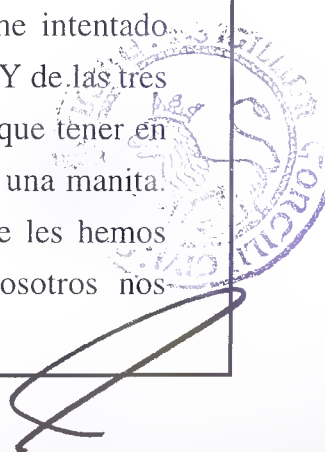 he intentado
Y de las tres
que tener en
una manita.
e les hemos
osotros nos